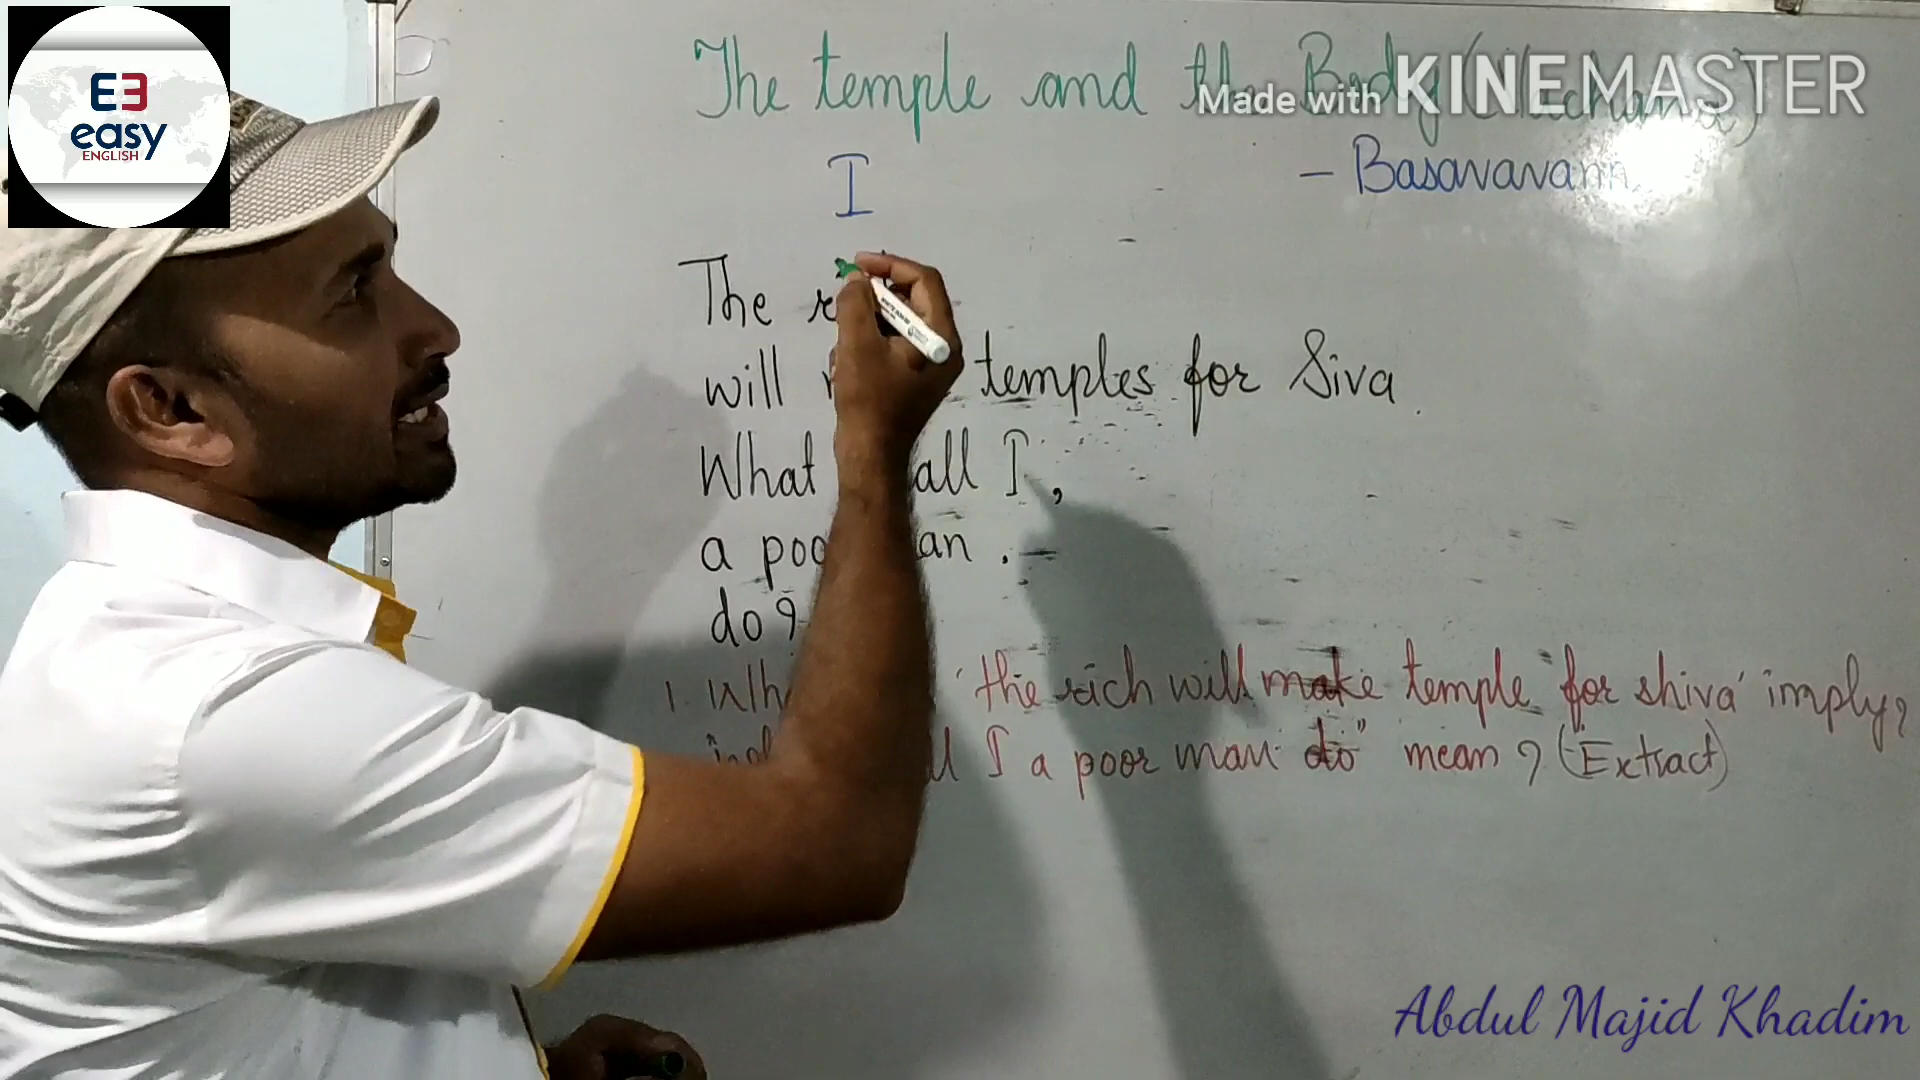 E3
easy
ENGLISH
The temple and the Body (Vachana)
Made with KINEMASTER
- Basavavann
I
The
will temples for Siva
What all I,
a poo an.
do?
1. the rich will make temple for shiva' imply?
I a poor man do" mean? (Extract)
Abdul Majid Khadim